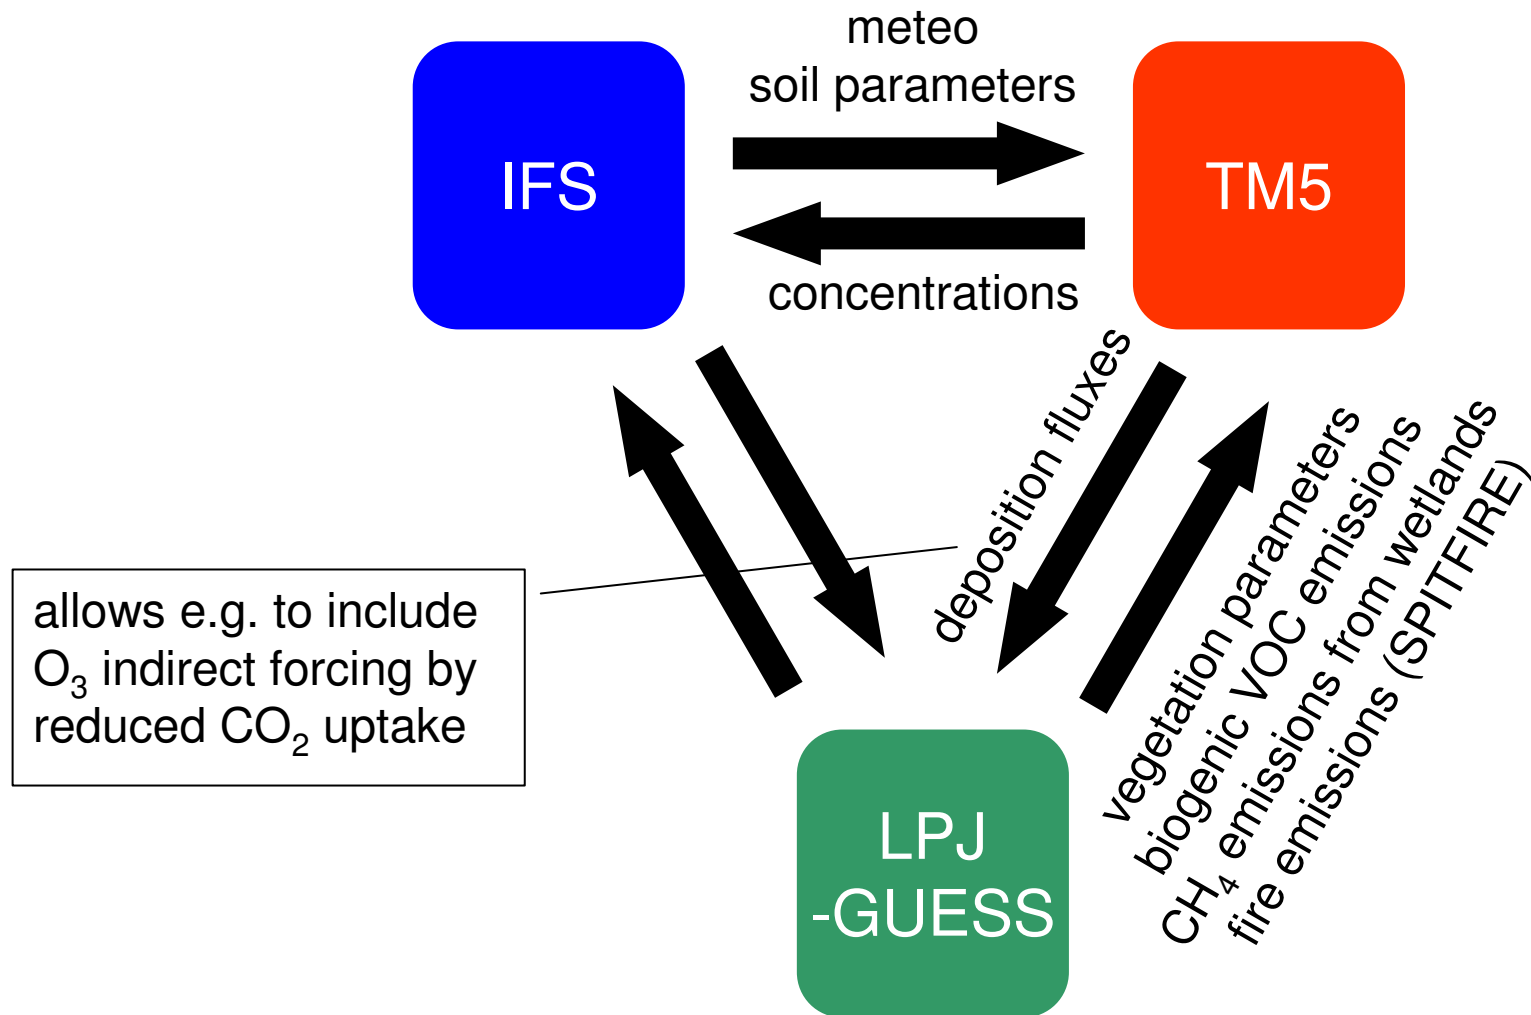 meteo
soil parameters
IFS
TM5
concentrations
deposition fluxes
vegetation parameters
biogenic VOC emissions
CH₄ emissions from wetlands
fire emissions (SPITFIRE)
allows e.g. to include
O₃ indirect forcing by
reduced CO₂ uptake
LPJ
-GUESS